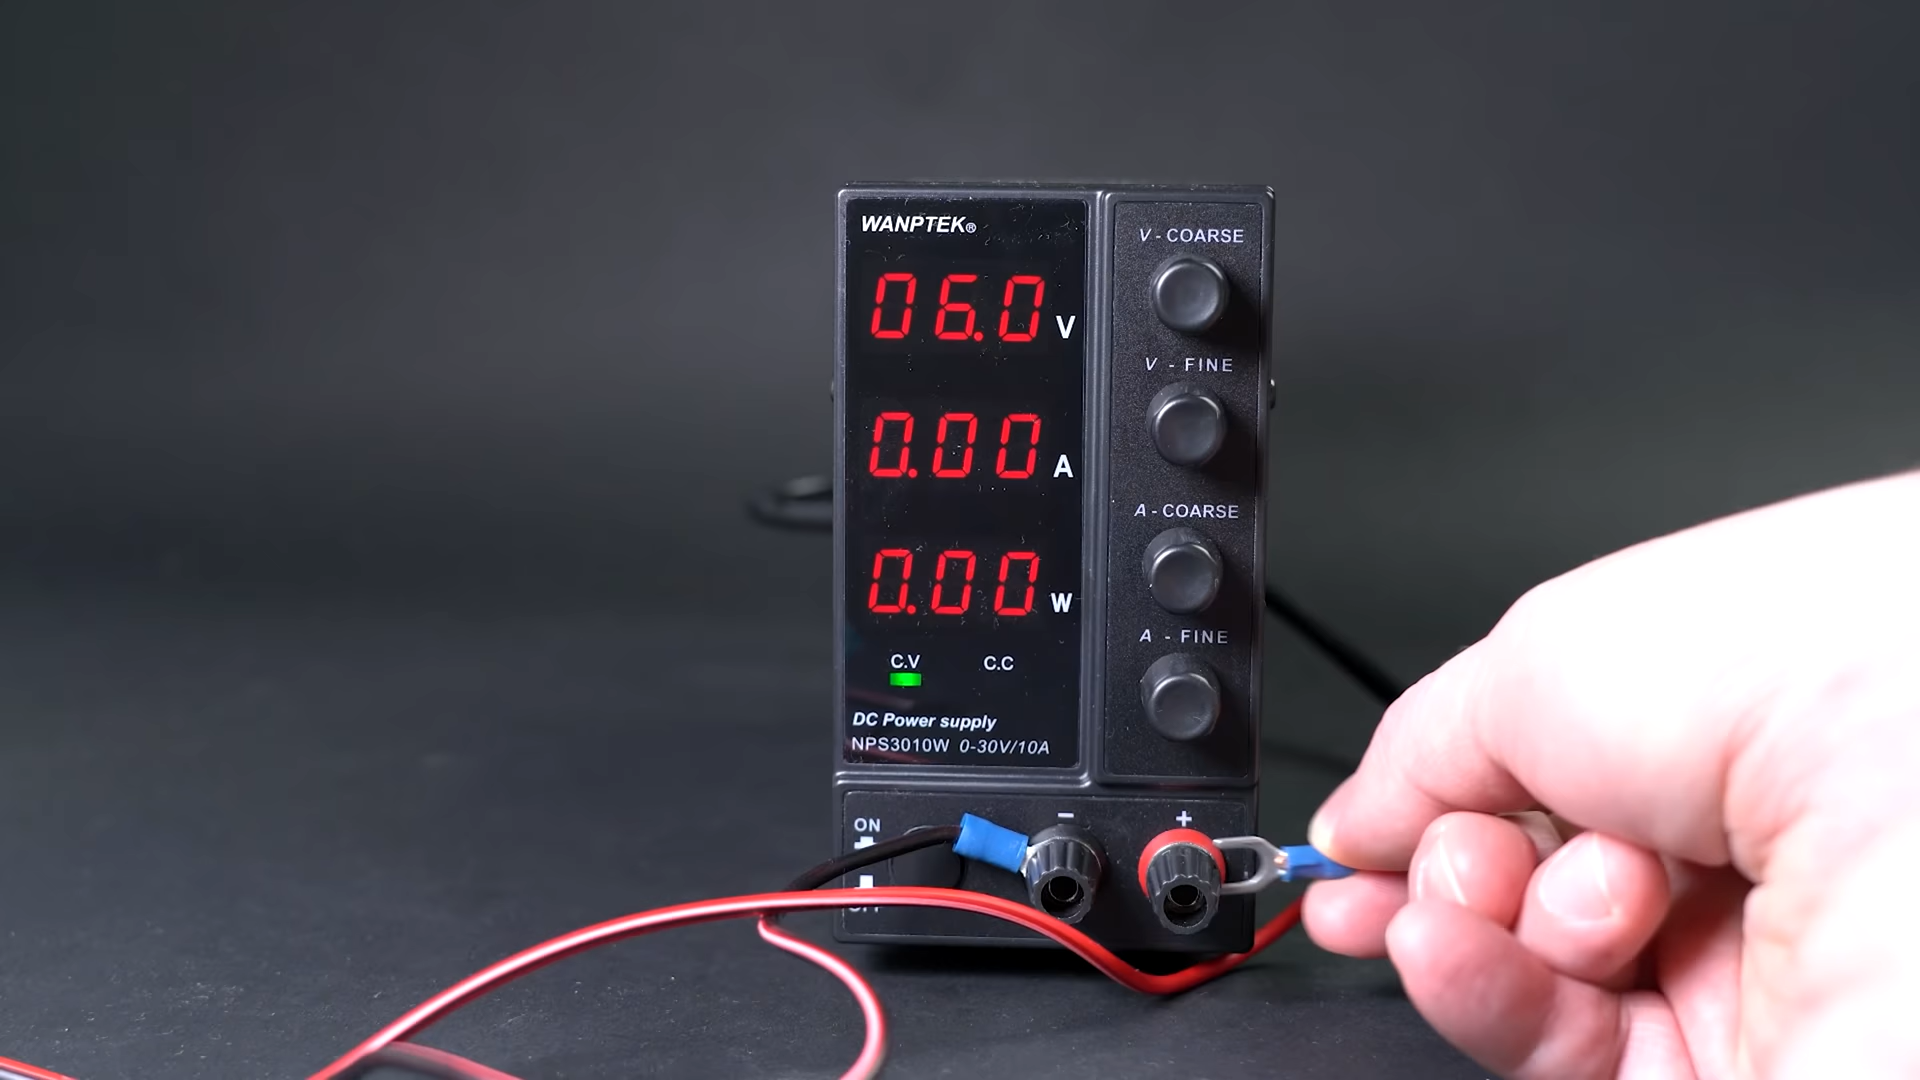 WANPTEK®
V - COARSE
06.0 V
V - FINE
0.00 A
A - COARSE
0.00 W
A - FINE
C.V C.C
DC Power supply
NPS3010W 0-30V/10A
ON
- +